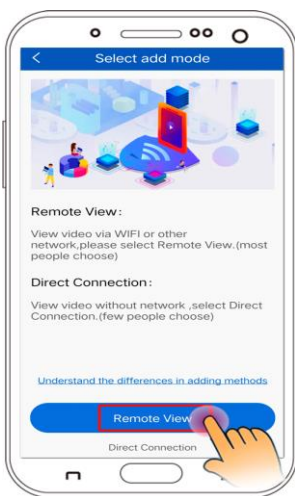 Select add mode
Remote View:
View video via WIFI or other
network,please select Remote View.(most
people choose)
Direct Connection:
View video without network ,select Direct
Connection.(few people choose)
Understand the differences in adding methods
Remote View
Direct Connection